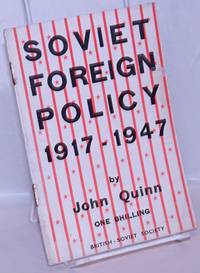 SOVIET
FOREIGN
POLICY
1917-1947
by
John Quinn
ONE SHILLING
BRITISH-SOVIET SOCIETY